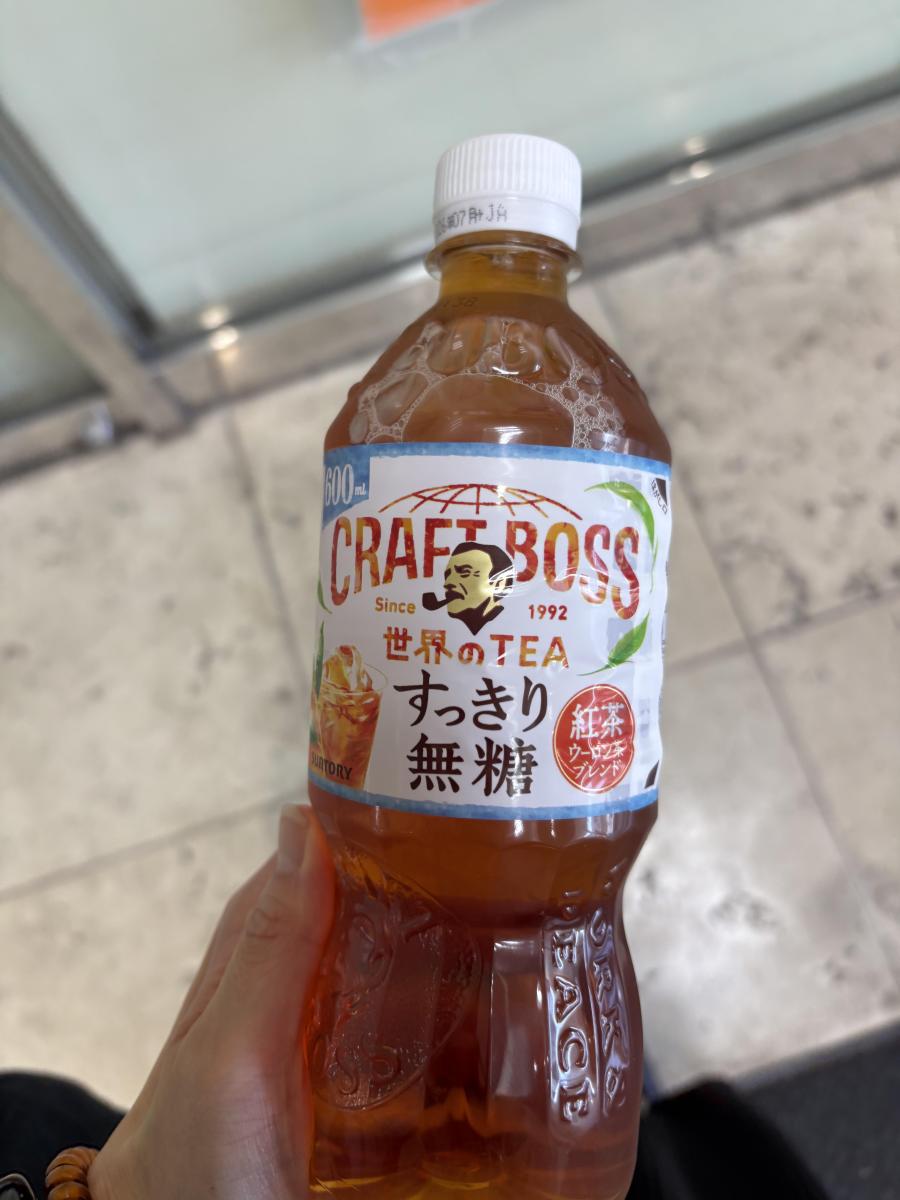 600ml
CRAFT BOSS
Since 1992
世界のTEA
すっきり
無糖
紅茶
ウーロン茶
ブレンド
SUNTORY
PEACE